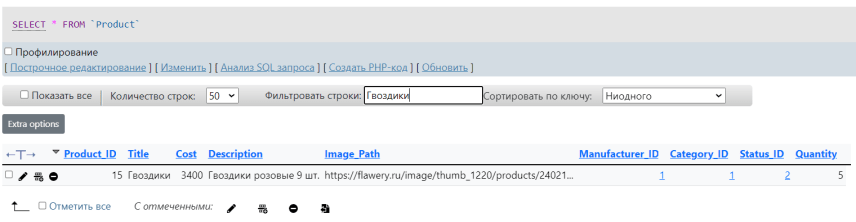 SELECT * FROM `Product`
Профилирование
[ Построчное редактирование ] [ Изменить ] [ Анализ SQL запроса ] [ Создать PHP-код ] [ Обновить ]
Показать все | Количество строк: 50 Фильтровать строки: Гвоздики Сортировать по ключу: Ниодного
Extra options
←T→ Product_ID Title Cost Description Image_Path Manufacturer_ID Category_ID Status_ID Quantity
15 Гвоздики 3400 Гвоздики розовые 9 шт. https://flawery.ru/image/thumb_1220/products/24021... 1 1 2 5
Отметить все С отмеченными: